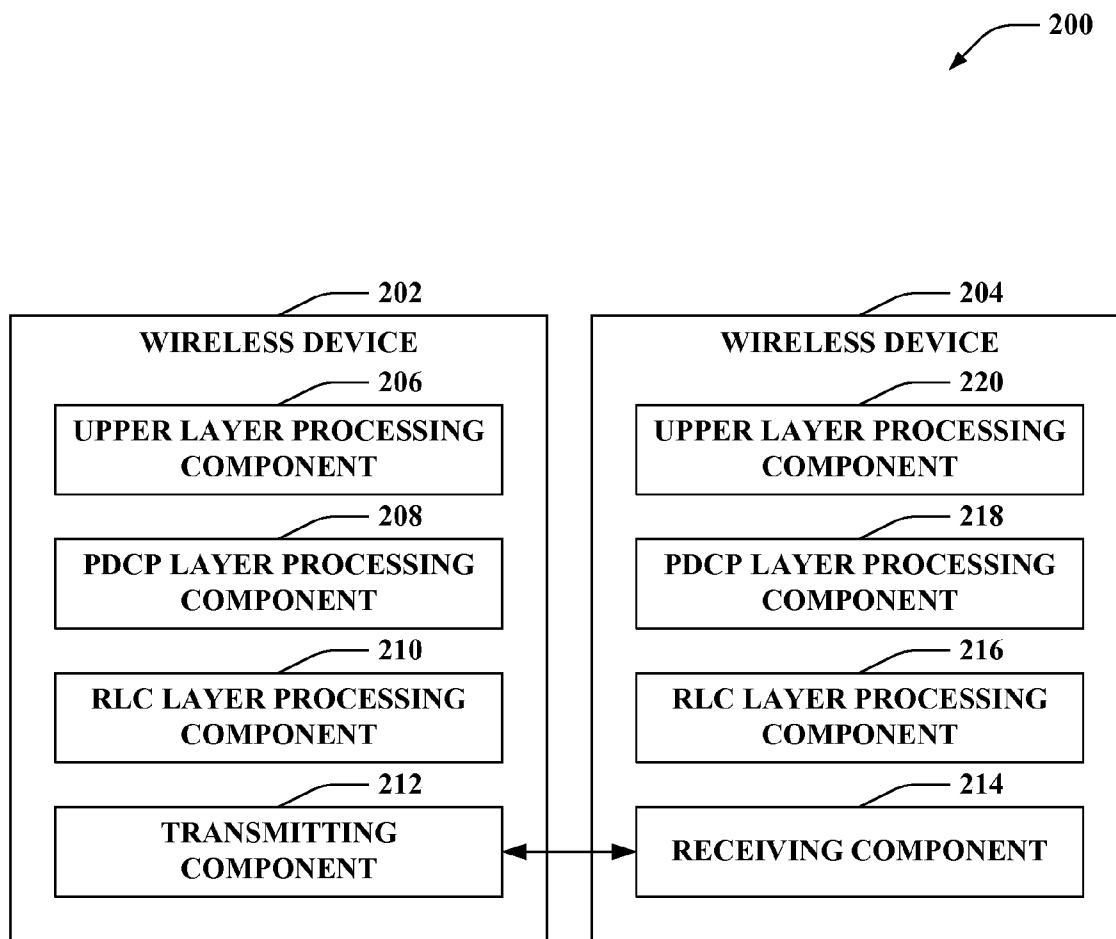 200
202
204
WIRELESS DEVICE
WIRELESS DEVICE
206
220
UPPER LAYER PROCESSING
COMPONENT
UPPER LAYER PROCESSING
COMPONENT
208
218
PDCP LAYER PROCESSING
COMPONENT
PDCP LAYER PROCESSING
COMPONENT
210
216
RLC LAYER PROCESSING
COMPONENT
RLC LAYER PROCESSING
COMPONENT
212
214
TRANSMITTING
COMPONENT
RECEIVING COMPONENT